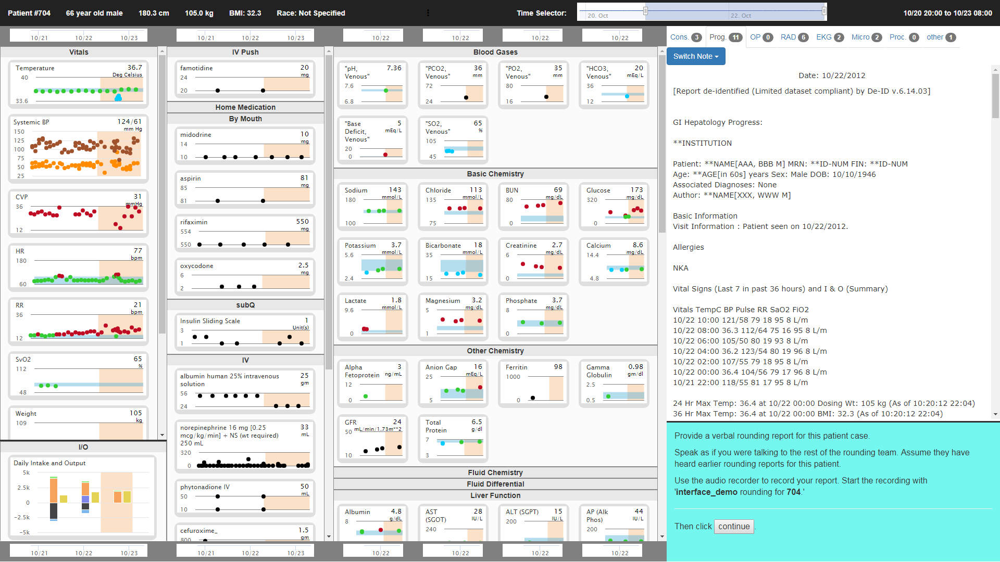 Patient #704 66 year old male 180.3 cm 105.0 kg BMI: 32.3 Race: Not Specified Time Selector: 20. Oct 22. Oct 10/20 20:00 to 10/23 08:00
10/21 10/22 10/23
Vitals
Temperature 36.7
Deg Celsius
40
33.6
Systemic BP 124/61
mm Hg
150
125
100
75
50
25
CVP 31
mmHg
36
12
HR 77
bpm
180
60
RR 21
bpm
36
12
SvO2 65
%
112
48
Weight 105
kg
109
I/O
Daily Intake and Output
5k
2.5k
0
-2.5k
-5k
10/21 10/22 10/23
10/21 10/22 10/23
IV Push
famotidine 20
mg
24
20
Home Medication
By Mouth
midodrine 10
mg
14
10
aspirin 81
mg
85
81
rifaximin 550
mg
554
550
oxycodone 2.5
mg
6
2
subQ
Insulin Sliding Scale 1
Unit(s)
3
1
IV
albumin human 25% intravenous solution 25
gm
56
24
norepinephrine 16 mg [0.25 mcg/kg/min] + NS (wt required) 250 mL 33
mL
320
0
phytonadione IV 50
mL
50
10
cefuroxime_ 1.5
gm
800
10/21 10/22 10/23
10/22 10/22 10/22 10/22
Blood Gases
"pH, Venous" 7.36
7.6
6.8
"PCO2, Venous" 36
mm
72
24
"PO2, Venous" 35
mm
80
16
"HCO3, Venous" 20
mEq/L
36
12
"Base Deficit, Venous" 5
mEq/L
20
0
"SO2, Venous" 65
%
105
45
Basic Chemistry
Sodium 143
mmol/L
180
100
Chloride 113
mmol/L
135
75
BUN 69
mg/dL
80
0
Glucose 173
mg/dL
320
0
Potassium 3.7
mmol/L
5.6
2.4
Bicarbonate 18
mmol/L
35
15
Creatinine 2.7
mg/dL
6
0
Calcium 8.6
mg/dL
14.4
4.8
Lactate 1.8
mmol/L
9.6
0
Magnesium 3.2
mg/dL
5
1
Phosphate 3.7
mg/dL
8
0
Other Chemistry
Alpha Fetoprotein 3
ng/mL
12
0
Anion Gap 16
mEq/L
25
5
Ferritin 98
1000
0
Gamma Globulin 0.98
gm/dl
2.5
0.5
GFR 24
mL/min/1.73m**2
50
10
Total Protein 6.5
g/dl
7
3
Fluid Chemistry
Fluid Differential
Liver Function
Albumin 4.8
g/dL
8
AST (SGOT) 28
IU/L
240
ALT (SGPT) 15
IU/L
200
AP (Alk Phos) 44
IU/L
200
10/22 10/22 10/22 10/22
Cons. 3 Prog. 11 OP 0 RAD 6 EKG 2 Micro 2 Proc. 0 other 1
Switch Note
Date: 10/22/2012
[Report de-identified (Limited dataset compliant) by De-ID v.6.14.03]
GI Hepatology Progress:
**INSTITUTION
Patient: **NAME[AAA, BBB M] MRN: **ID-NUM FIN: **ID-NUM
Age: **AGE[in 60s] years Sex: Male DOB: 10/10/1946
Associated Diagnoses: None
Author: **NAME[XXX, WWW M]
Basic Information
Visit Information : Patient seen on 10/22/2012.
Allergies
NKA
Vital Signs (Last 7 in past 36 hours) and I & O (Summary)
Vitals TempC BP Pulse RR SaO2 FiO2
10/22 10:00 121/58 79 18 95 8 L/m
10/22 08:00 36.3 112/64 75 16 95 8 L/m
10/22 06:00 105/50 80 19 93 8 L/m
10/22 04:00 36.2 123/54 80 19 96 8 L/m
10/22 02:00 107/55 79 18 95 8 L/m
10/22 00:00 36.4 104/56 79 17 96 8 L/m
10/21 22:00 118/55 81 17 95 8 L/m
24 Hr Max Temp: 36.4 at 10/22 00:00 Dosing Wt: 105 kg (As of 10:20:12 22:04)
36 Hr Max Temp: 36.4 at 10/22 00:00 BMI: 32.3 (As of 10:20:12 22:04)
Provide a verbal rounding report for this patient case.
Speak as if you were talking to the rest of the rounding team. Assume they have
heard earlier rounding reports for this patient.
Use the audio recorder to record your report. Start the recording with
'interface_demo rounding for 704.'
Then click continue.